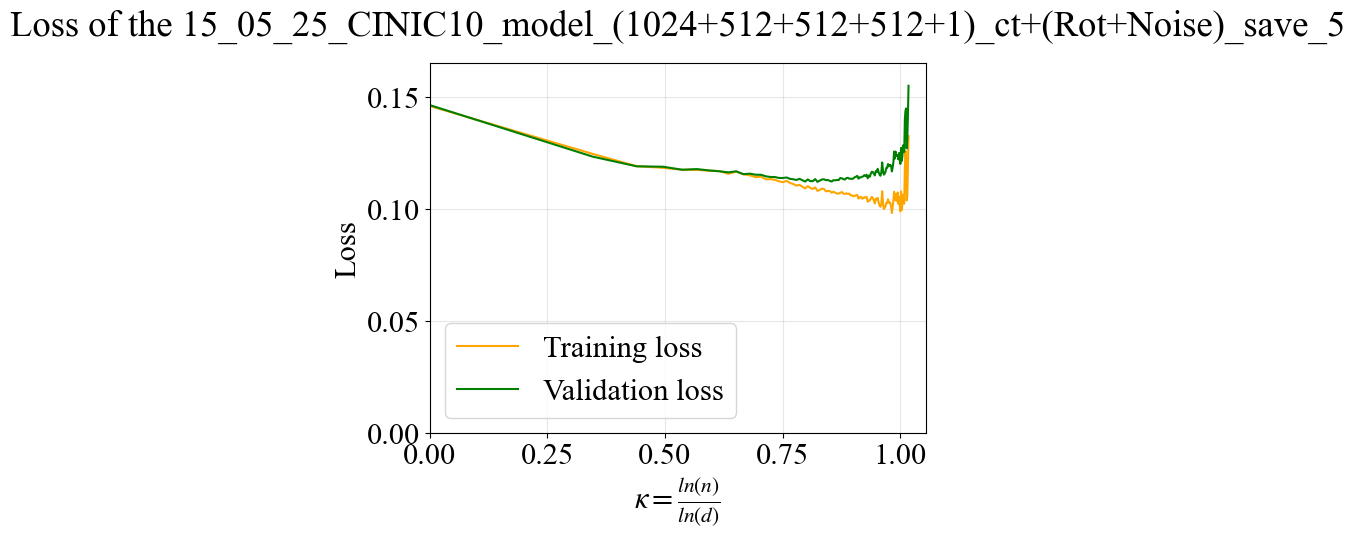 Loss of the 15_05_25_CINIC10_model_(1024+512+512+512+1)_ct+(Rot+Noise)_save_5
0.15
0.10
0.05
0.00
Loss
Training loss
Validation loss
0.00 0.25 0.50 0.75 1.00
κ = ln(n)/ln(d)